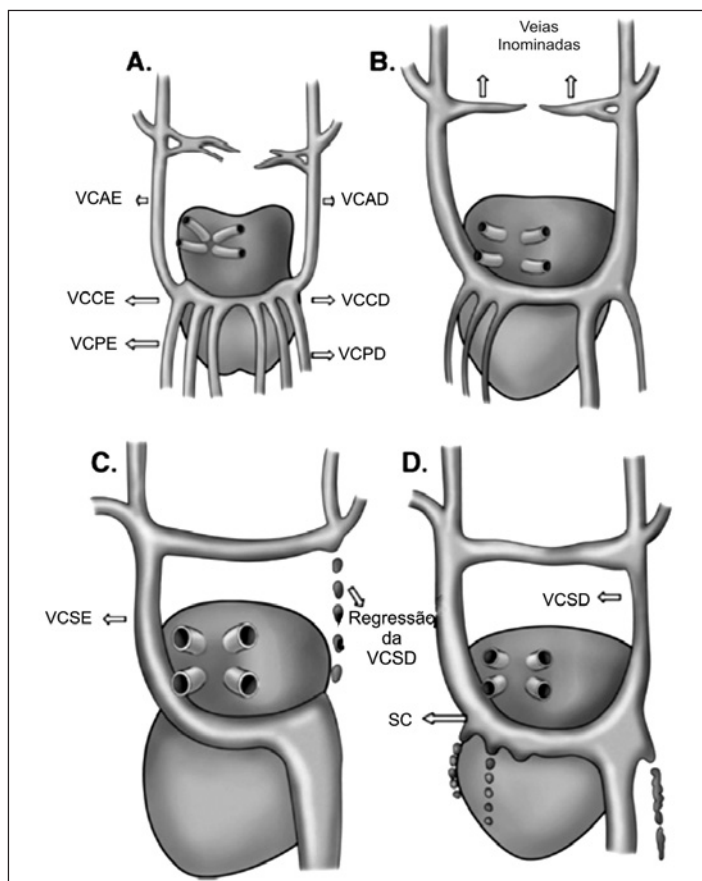 A.
Veias
Inominadas
B.
VCAE
VCAD
VCCE
VCCD
VCPE
VCPD
C.
D.
VCSE
Regressão
da
VCSD
VCSD
SC